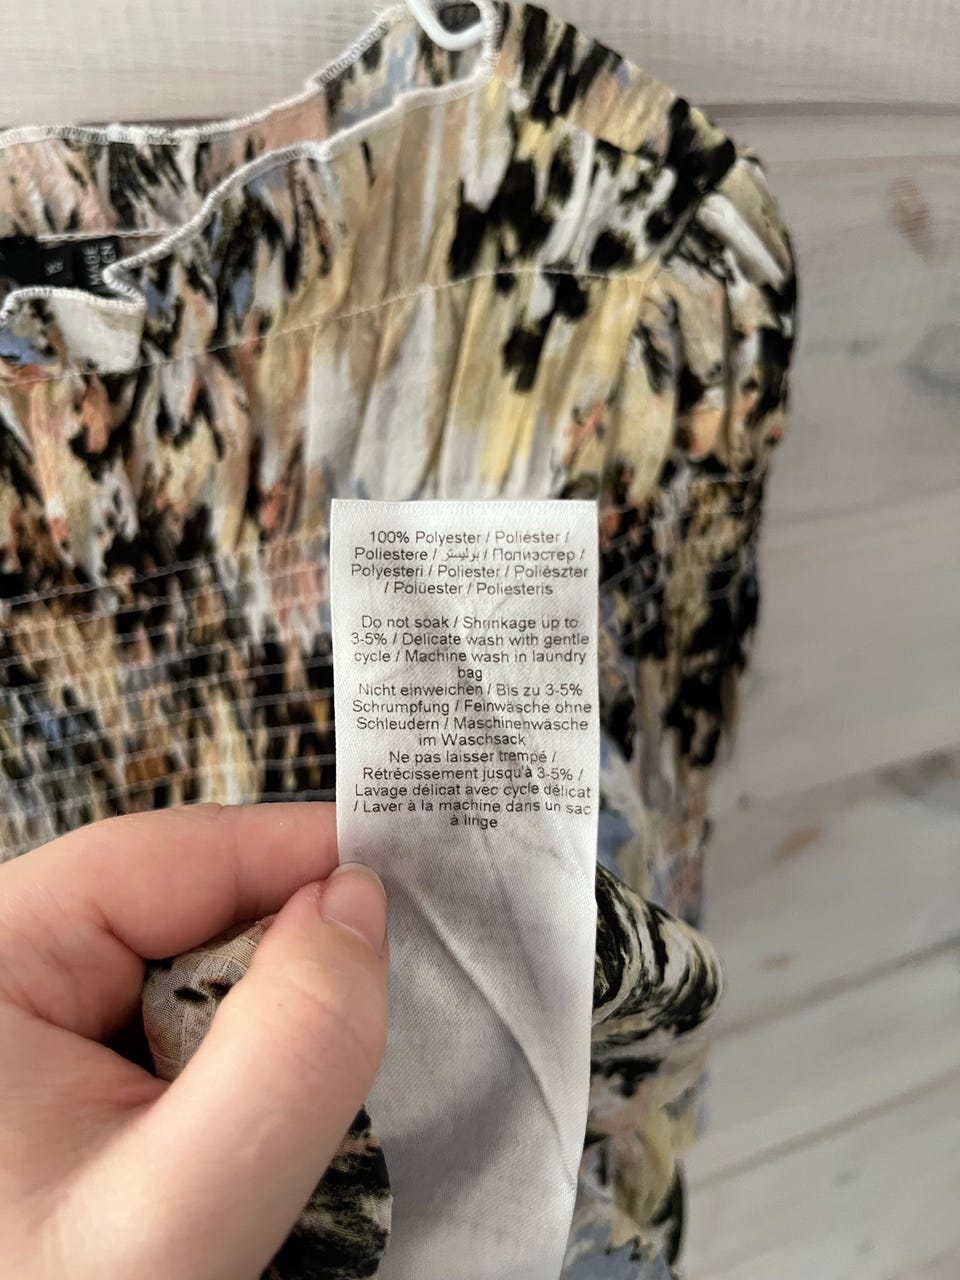 MADE
100% Polyester / Poliéster /
Poliestere / بوليستر / Полиэстер /
Polyesteri / Poliester / Poliészter
/ Polüester / Poliesteris
Do not soak / Shrinkage up to
3-5% / Delicate wash with gentle
cycle / Machine wash in laundry
bag
Nicht einweichen / Bis zu 3-5%
Schrumpfung / Feinwäsche ohne
Schleudern / Maschinenwäsche
im Waschsack
Ne pas laisser trempé /
Rétrécissement jusqu'à 3-5% /
Lavage délicat avec cycle délicat
/ Laver à la machine dans un sac
à linge